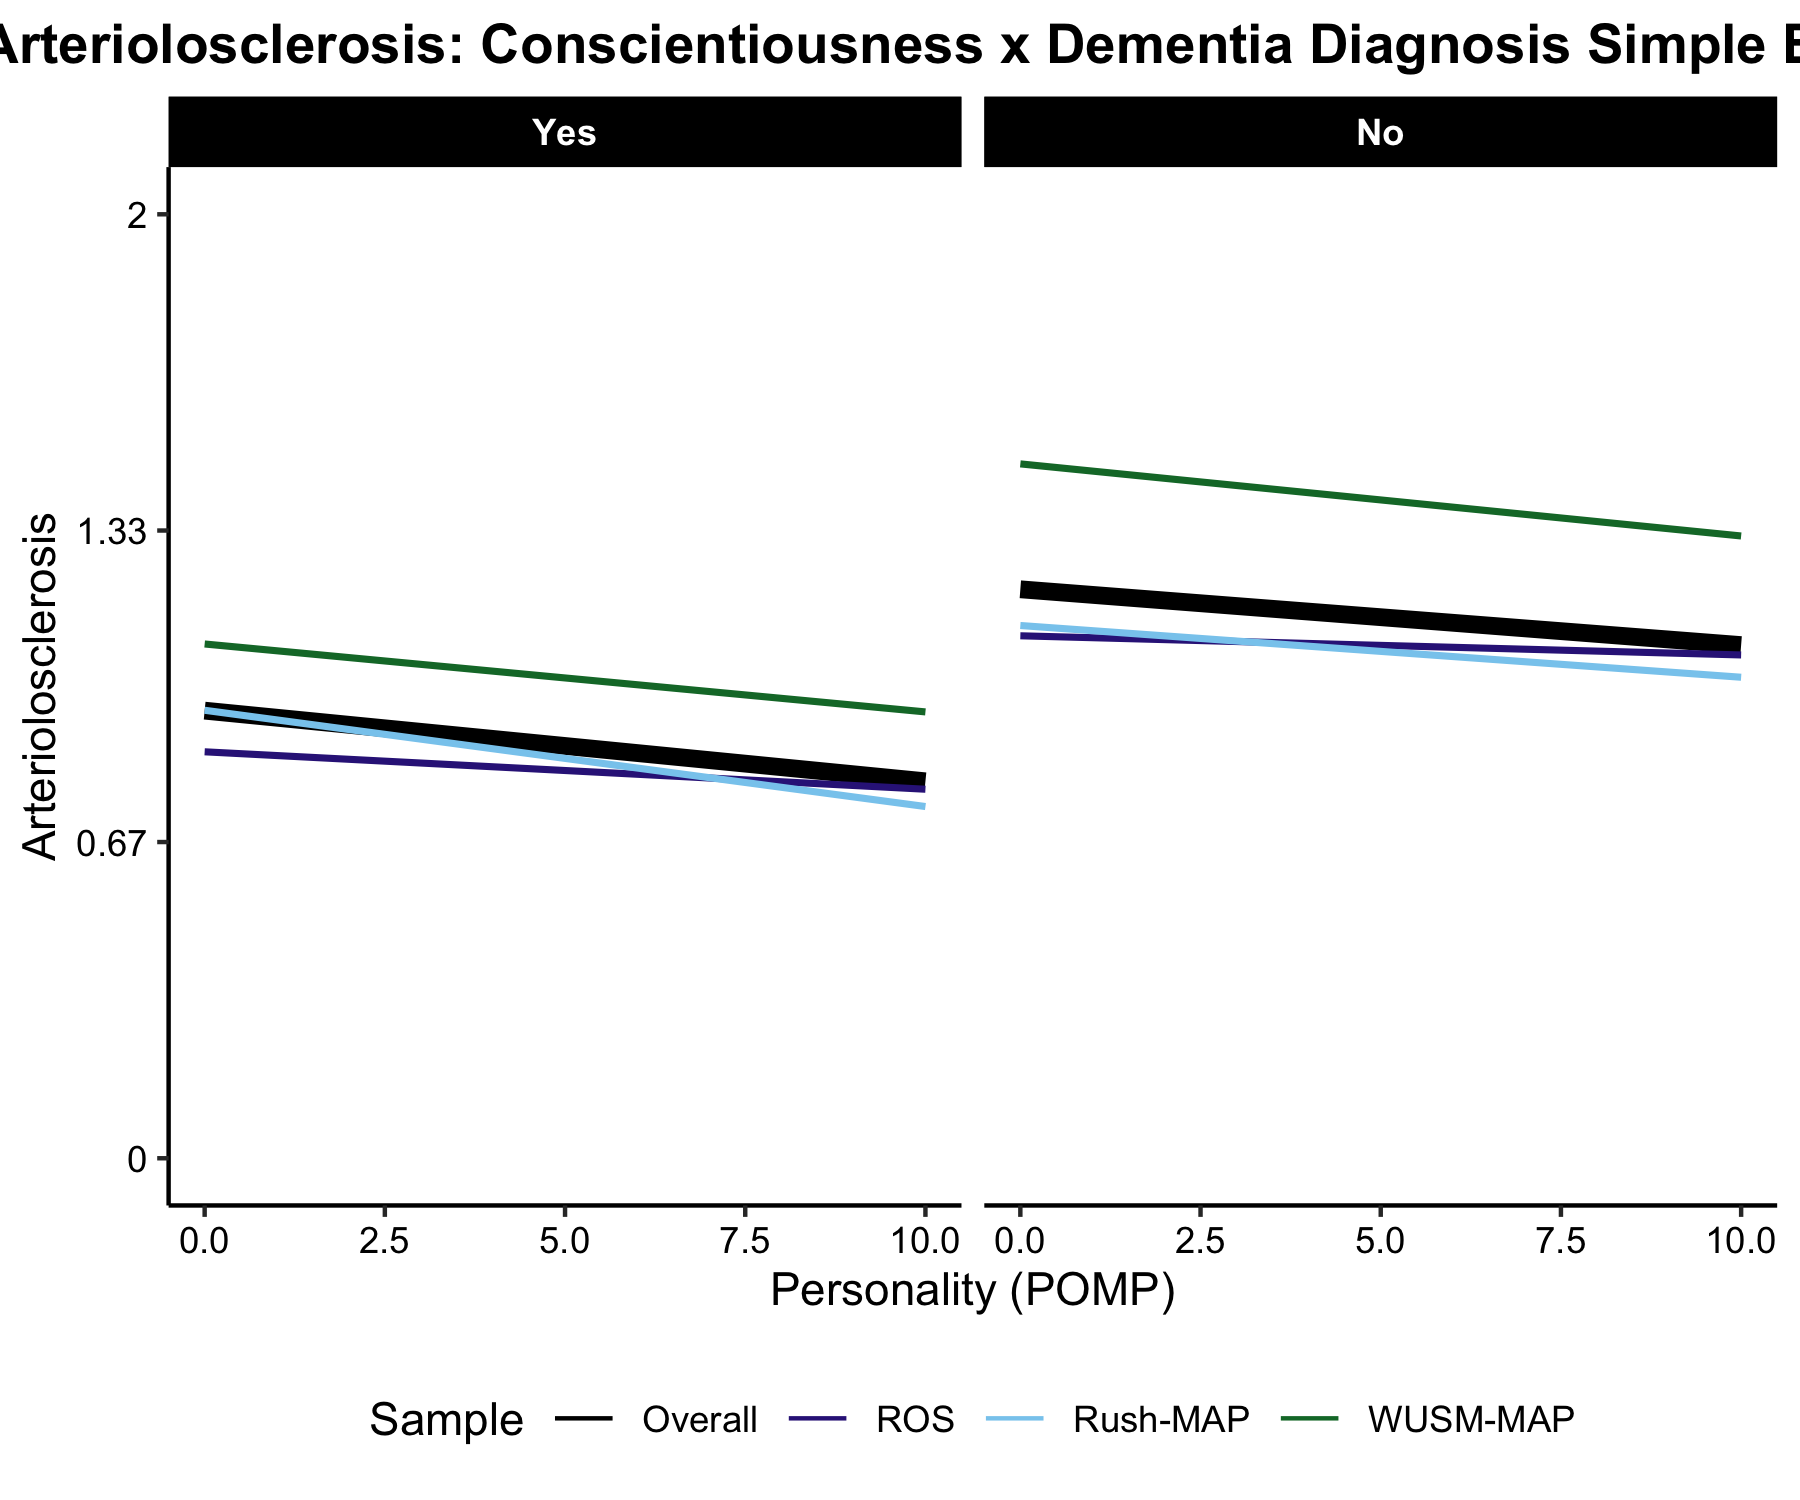 Arteriolosclerosis: Conscientiousness x Dementia Diagnosis Simple
Yes
No
Arteriolosclerosis
2
1.33
0.67
0
0.0 2.5 5.0 7.5 10.0
0.0 2.5 5.0 7.5 10.0
Personality (POMP)
Sample Overall ROS Rush-MAP WUSM-MAP